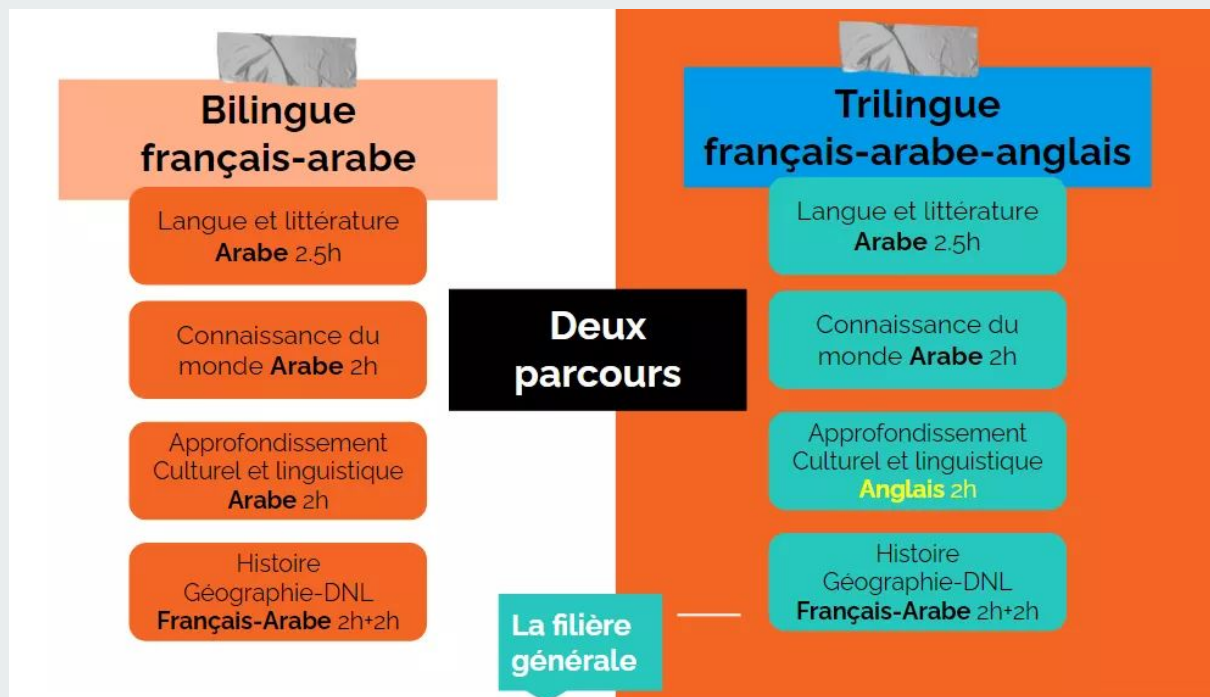 Bilingue
français-arabe
Langue et littérature
Arabe 2.5h
Connaissance du
monde Arabe 2h
Approfondissement
Culturel et linguistique
Arabe 2h
Histoire
Géographie-DNL
Français-Arabe 2h+2h
Deux
parcours
La filière
générale
Trilingue
français-arabe-anglais
Langue et littérature
Arabe 2.5h
Connaissance du
monde Arabe 2h
Approfondissement
Culturel et linguistique
Anglais 2h
Histoire
Géographie-DNL
Français-Arabe 2h+2h